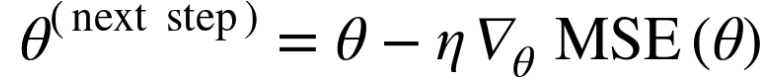 θ^(next step) = θ − η ∇_θ MSE (θ)